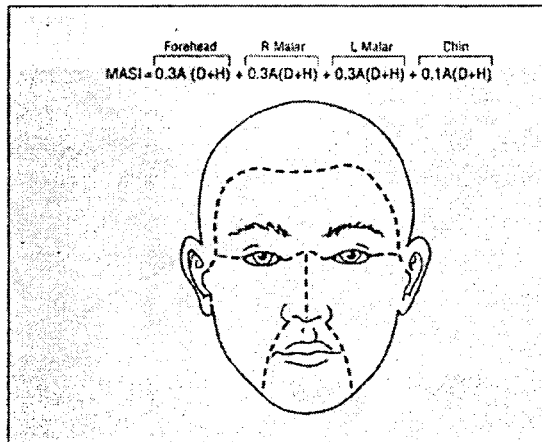 Forehead R Malar L Malar Chin
MASI = 0.3A (D+H) + 0.3A(D+H) + 0.3A(D+H) + 0.1A(D+H)